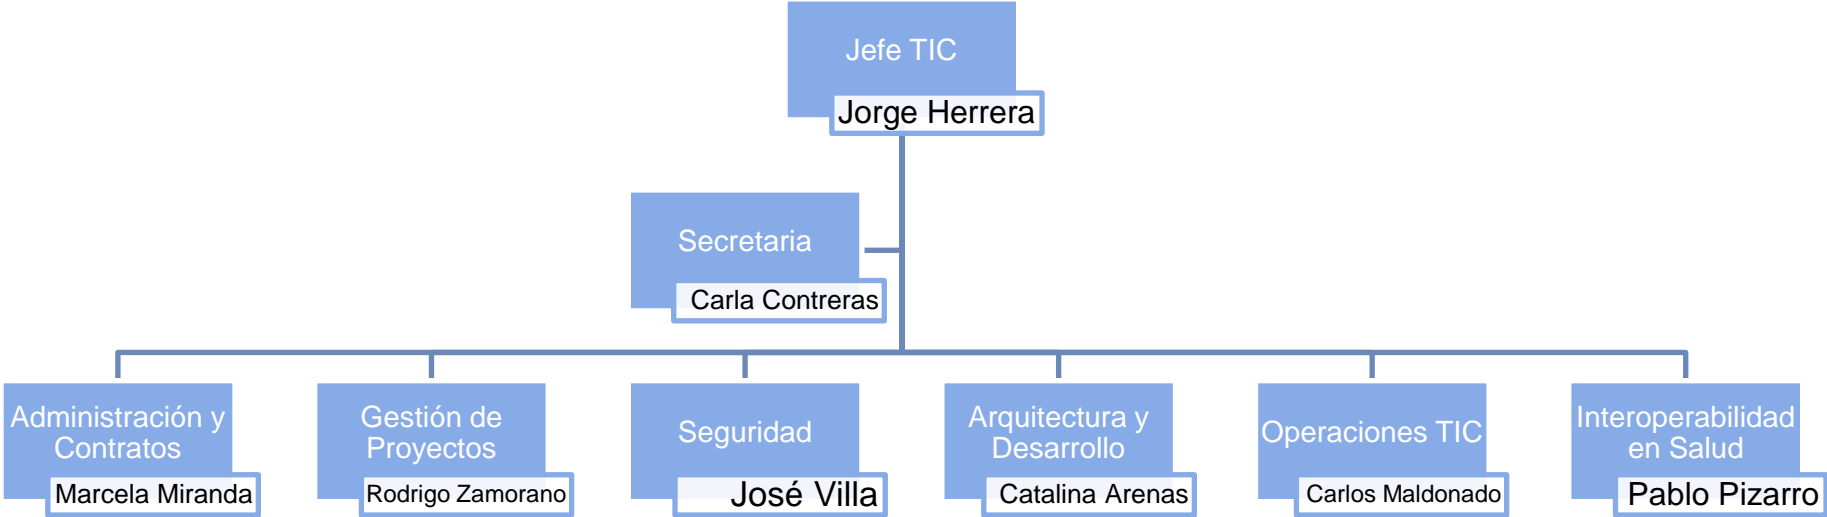 Jefe TIC
Jorge Herrera
Secretaria
Carla Contreras
Administración y
Contratos
Marcela Miranda
Gestión de
Proyectos
Rodrigo Zamorano
Seguridad
José Villa
Arquitectura y
Desarrollo
Catalina Arenas
Operaciones TIC
Carlos Maldonado
Interoperabilidad
en Salud
Pablo Pizarro